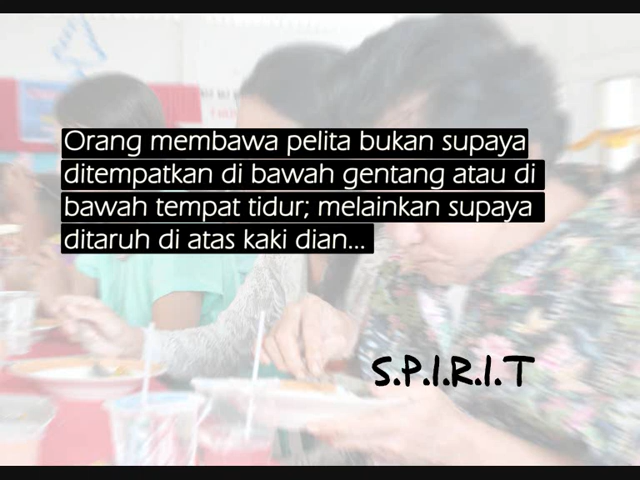 Orang membawa pelita bukan supaya
ditempatkan di bawah gentang atau di
bawah tempat tidur; melainkan supaya
ditaruh di atas kaki dian...
S.P.I.R.I.T